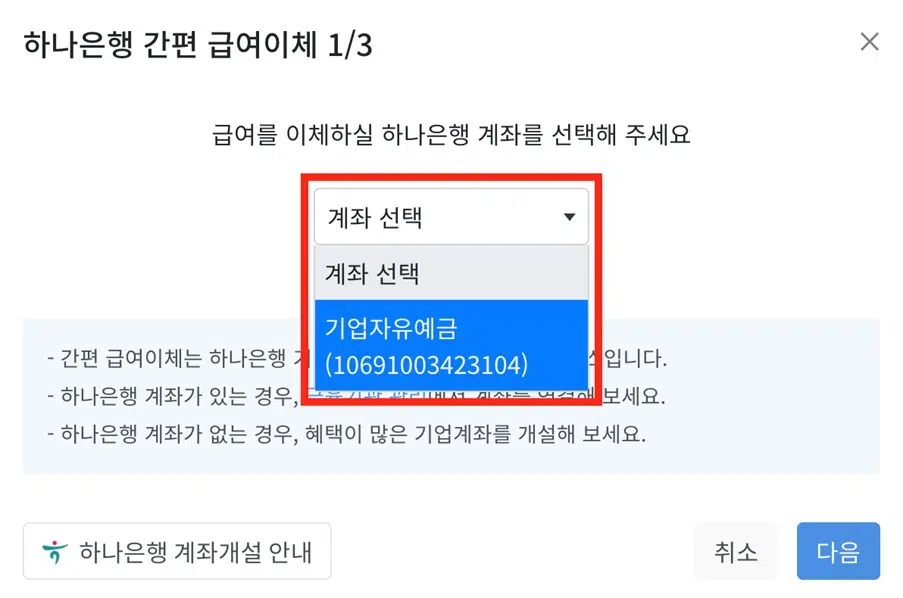 하나은행 간편 급여이체 1/3
급여를 이체하실 하나은행 계좌를 선택해 주세요
계좌 선택
계좌 선택
기업자유예금
(10691003423104)
- 간편 급여이체는 하나은행 입니다.
- 하나은행 계좌가 있는 경우, 보세요.
- 하나은행 계좌가 없는 경우, 혜택이 많은 기업계좌를 개설해 보세요.
하나은행 계좌개설 안내
취소
다음